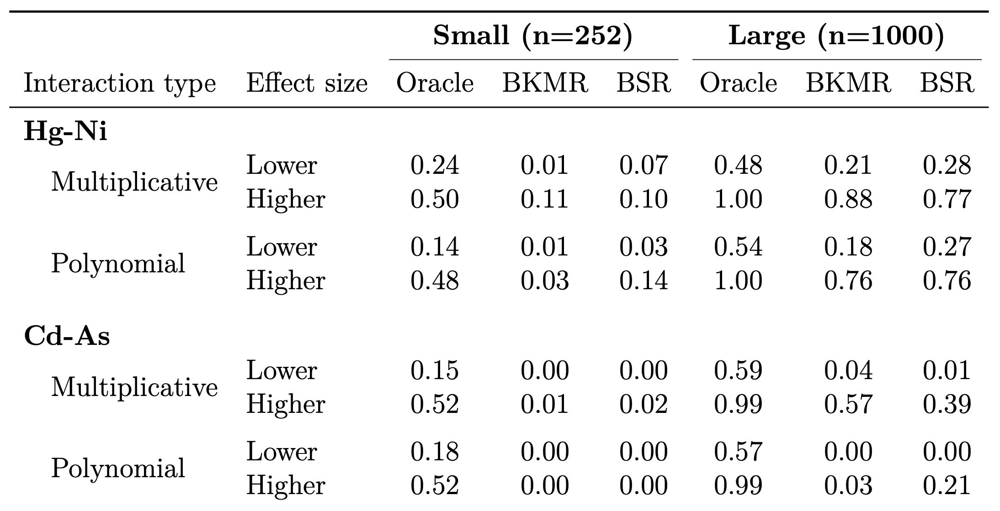 Small (n=252) Large (n=1000)
Interaction type Effect size Oracle BKMR BSR Oracle BKMR BSR
Hg-Ni
Multiplicative
Lower 0.24 0.01 0.07 0.48 0.21 0.28
Higher 0.50 0.11 0.10 1.00 0.88 0.77
Polynomial
Lower 0.14 0.01 0.03 0.54 0.18 0.27
Higher 0.48 0.03 0.14 1.00 0.76 0.76
Cd-As
Multiplicative
Lower 0.15 0.00 0.00 0.59 0.04 0.01
Higher 0.52 0.01 0.02 0.99 0.57 0.39
Polynomial
Lower 0.18 0.00 0.00 0.57 0.00 0.00
Higher 0.52 0.00 0.00 0.99 0.03 0.21